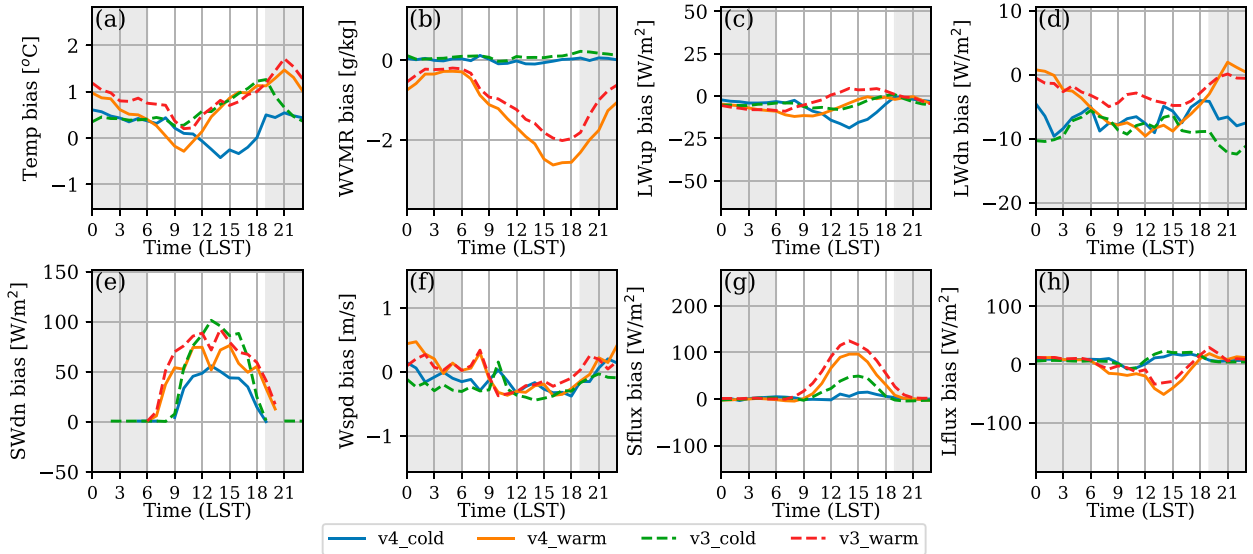 (a)
Temp bias [°C]
2
1
0
−1
0 3 6 9 12 15 18 21
Time (LST)
(b)
WVMR bias [g/kg]
0
−2
0 3 6 9 12 15 18 21
Time (LST)
(c)
LWup bias [W/m²]
50
25
0
−25
−50
0 3 6 9 12 15 18 21
Time (LST)
(d)
LWdn bias [W/m²]
10
0
−10
−20
0 3 6 9 12 15 18 21
Time (LST)
(e)
SWdn bias [W/m²]
150
100
50
0
−50
0 3 6 9 12 15 18 21
Time (LST)
(f)
Wspd bias [m/s]
1
0
−1
0 3 6 9 12 15 18 21
Time (LST)
(g)
Sflux bias [W/m²]
200
100
0
−100
0 3 6 9 12 15 18 21
Time (LST)
(h)
Lflux bias [W/m²]
100
0
−100
0 3 6 9 12 15 18 21
Time (LST)
v4_cold v4_warm v3_cold v3_warm